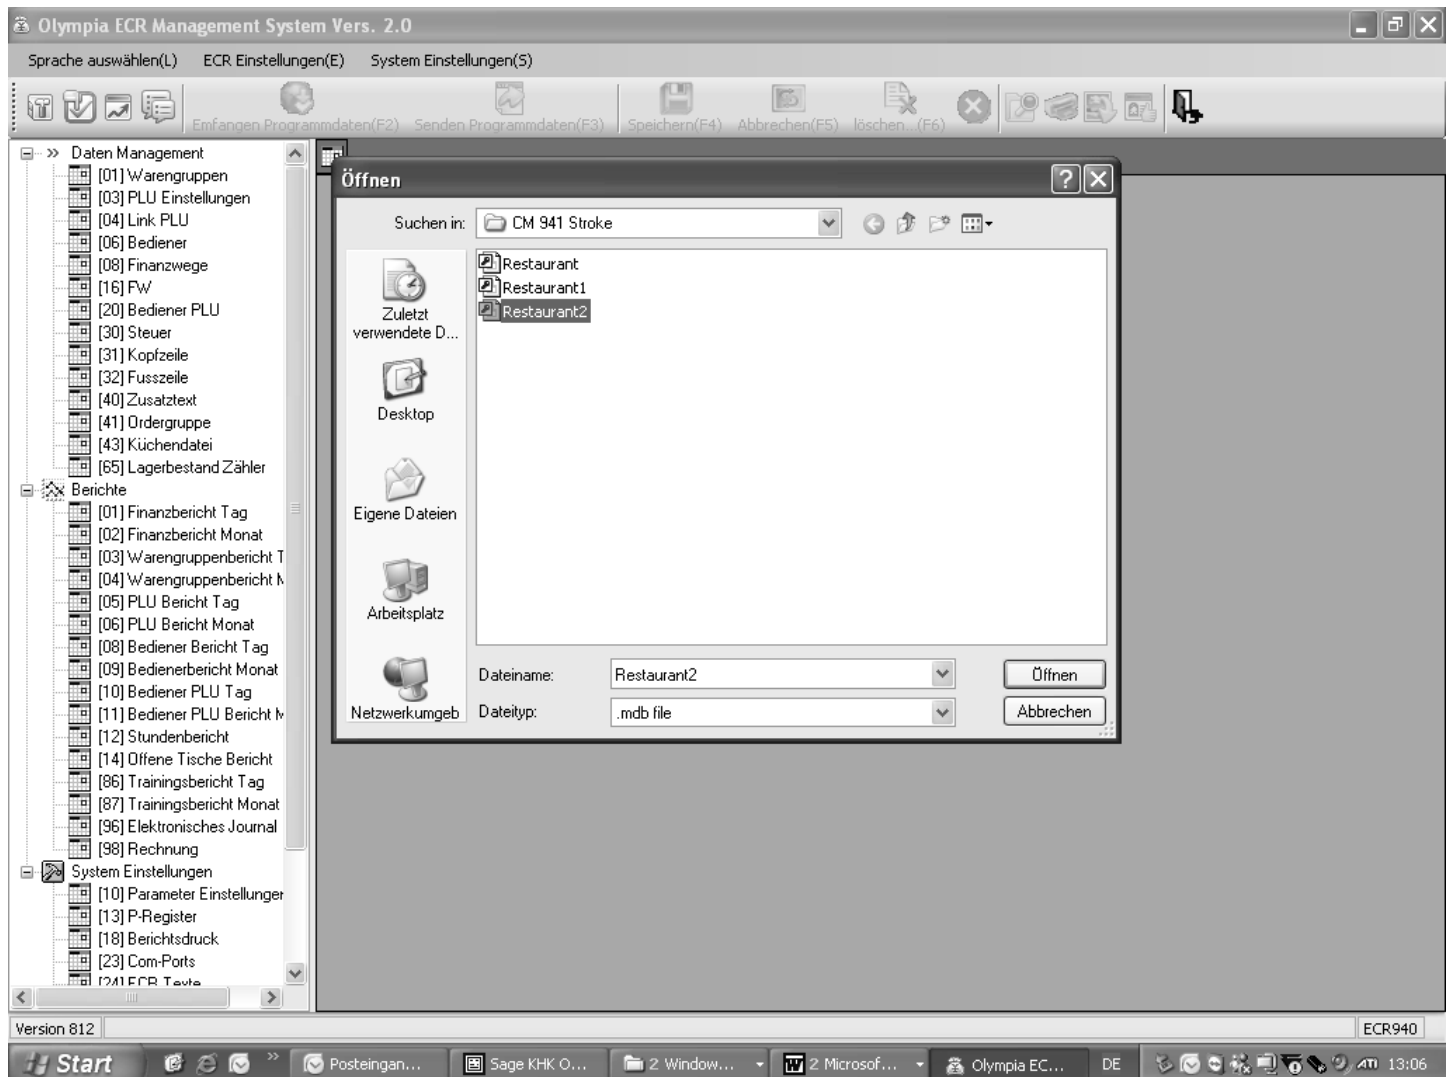 Olympia ECR Management System Vers. 2.0
Sprache auswählen(L) ECR Einstellungen(E) System Einstellungen(S)
Emfangen Programmdaten(F2) Senden Programmdaten(F3) Speichern(F4) Abbrechen(F5) löschen...(F6)
Daten Management
[01] Warengruppen
[03] PLU Einstellungen
[04] Link PLU
[06] Bediener
[08] Finanzwege
[16] FW
[20] Bediener PLU
[30] Steuer
[31] Kopfzeile
[32] Fusszeile
[40] Zusatztext
[41] Ordergruppe
[43] Küchendatei
[65] Lagerbestand Zähler
Berichte
[01] Finanzbericht Tag
[02] Finanzbericht Monat
[03] Warengruppenbericht T
[04] Warengruppenbericht M
[05] PLU Bericht Tag
[06] PLU Bericht Monat
[08] Bediener Bericht Tag
[09] Bedienerbericht Monat
[10] Bediener PLU Tag
[11] Bediener PLU Bericht M
[12] Stundenbericht
[14] Offene Tische Bericht
[86] Trainingsbericht Tag
[87] Trainingsbericht Monat
[96] Elektronisches Journal
[98] Rechnung
System Einstellungen
[10] Parameter Einstellungen
[13] P-Register
[18] Berichtsdruck
[23] Com-Ports
[24] ECR Texte
Öffnen
Suchen in: CM 941 Stroke
Restaurant
Restaurant1
Restaurant2
Zuletzt
verwendete D...
Desktop
Eigene Dateien
Arbeitsplatz
Netzwerkumgeb
Dateiname: Restaurant2 Öffnen
Dateityp: .mdb file Abbrechen
Version 812 ECR940
Start Posteingan... Sage KHK O... 2 Window... 2 Microsof... Olympia EC... DE ATI 13:06